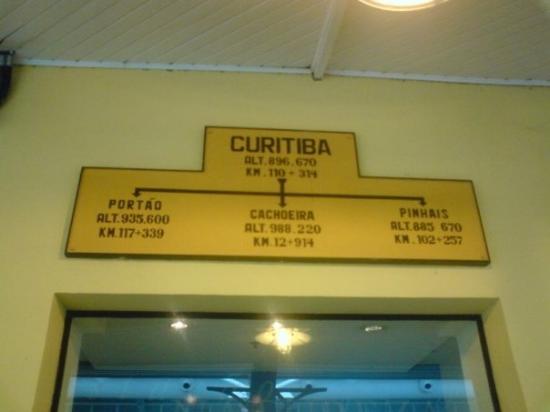 CURITIBA
ALT. 896.670
KM. 110+314
PORTÃO
ALT. 935.600
KM. 117+339
CACHOEIRA
ALT. 988.220
KM. 12+914
PINHAIS
ALT. 885 670
KM. 102+257